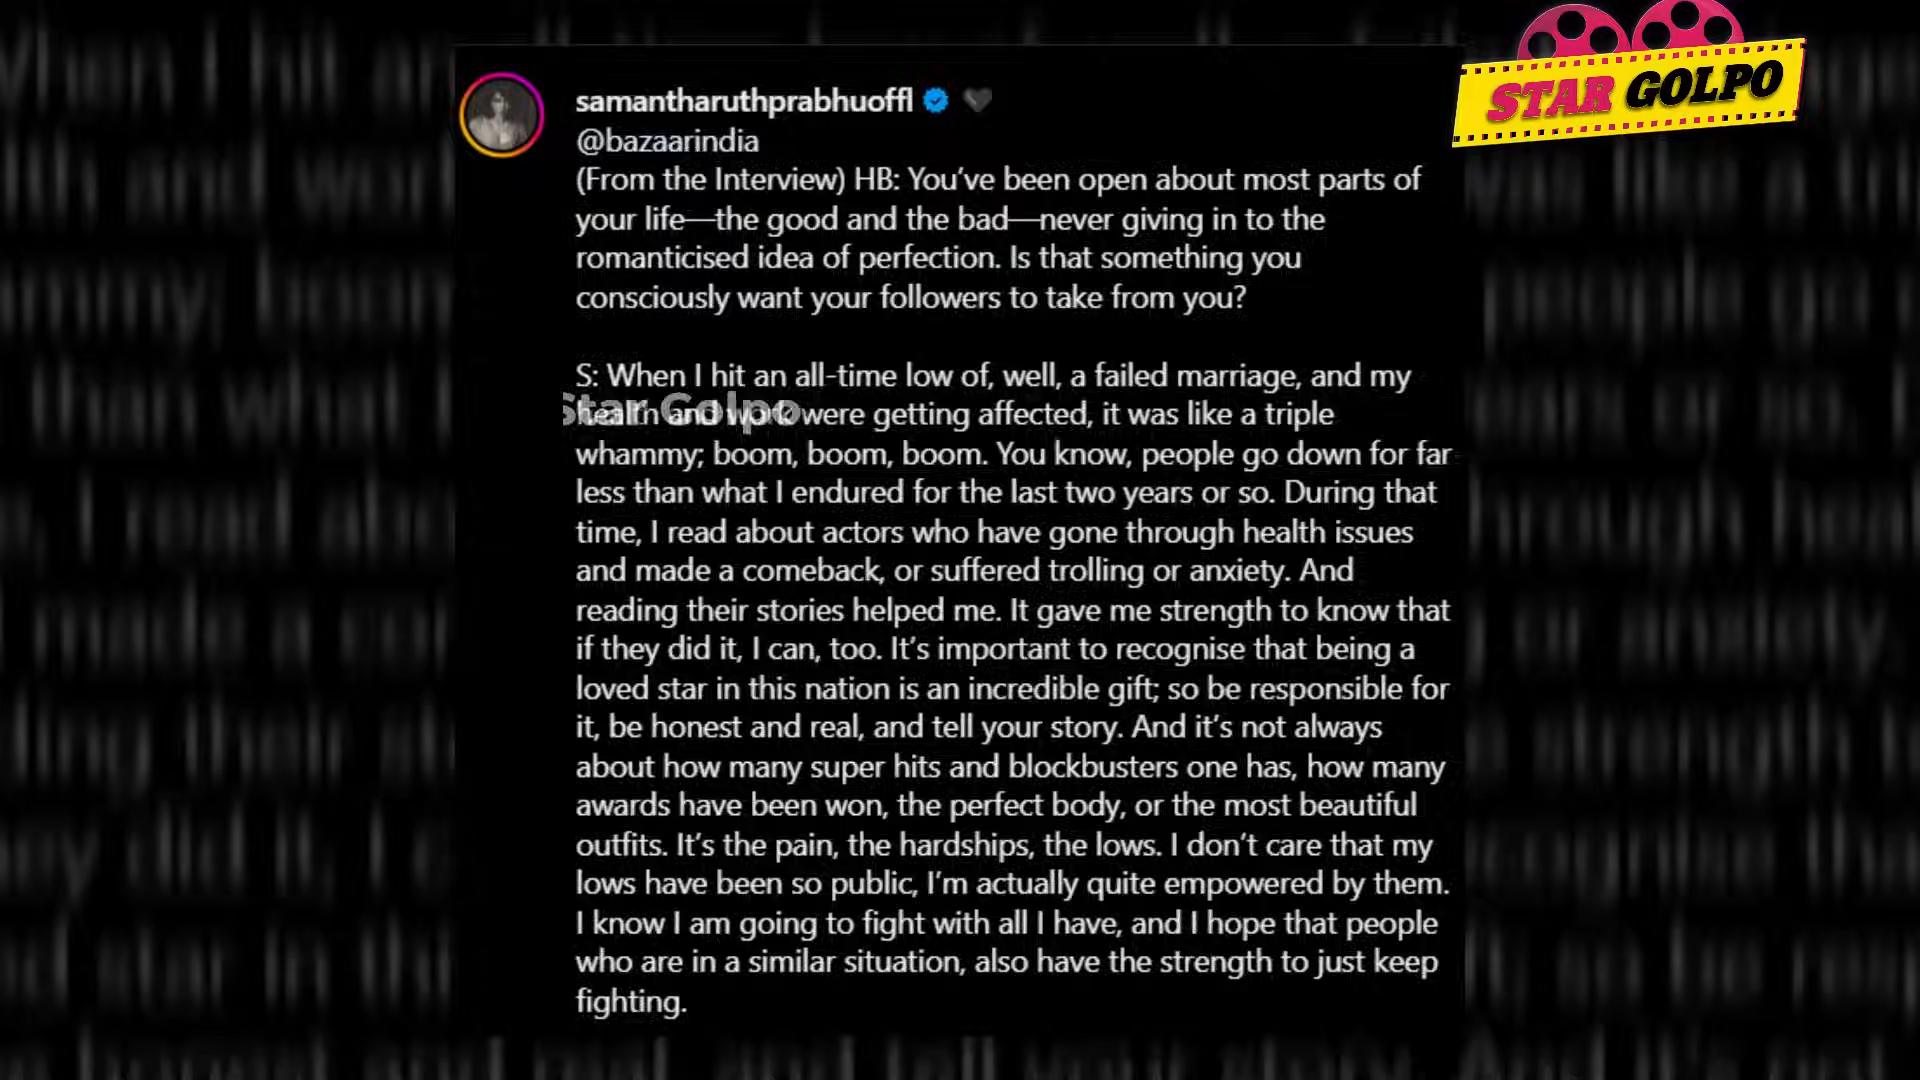 STAR GOLPO
samantharuthprabhuoffl
@bazaarindia
(From the Interview) HB: You’ve been open about most parts of
your life—the good and the bad—never giving in to the
romanticised idea of perfection. Is that something you
consciously want your followers to take from you?
S: When I hit an all-time low of, well, a failed marriage, and my
health and work were getting affected, it was like a triple
Star Golpo
whammy; boom, boom, boom. You know, people go down for far
less than what I endured for the last two years or so. During that
time, I read about actors who have gone through health issues
and made a comeback, or suffered trolling or anxiety. And
reading their stories helped me. It gave me strength to know that
if they did it, I can, too. It’s important to recognise that being a
loved star in this nation is an incredible gift; so be responsible for
it, be honest and real, and tell your story. And it’s not always
about how many super hits and blockbusters one has, how many
awards have been won, the perfect body, or the most beautiful
outfits. It’s the pain, the hardships, the lows. I don’t care that my
lows have been so public, I’m actually quite empowered by them.
I know I am going to fight with all I have, and I hope that people
who are in a similar situation, also have the strength to just keep
fighting.